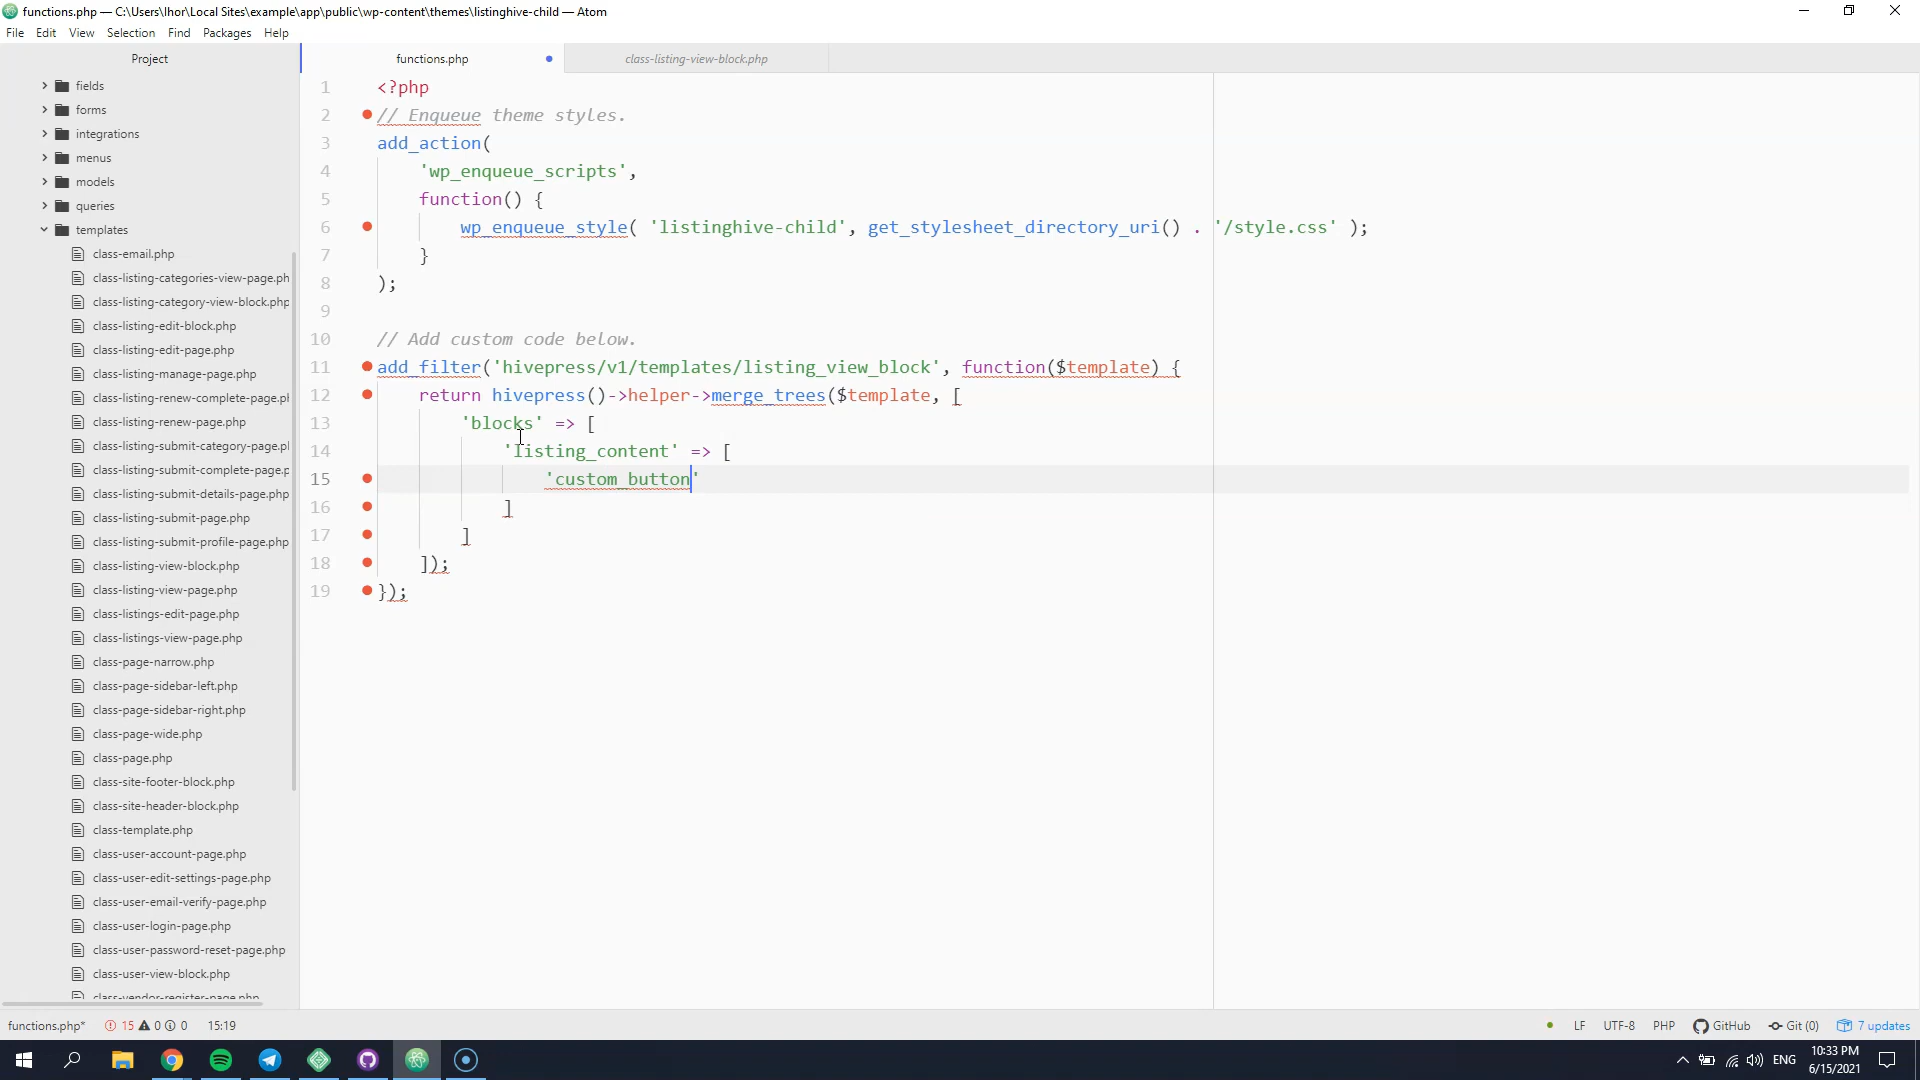 functions.php — C:\Users\Ihor\Local Sites\example\app\public\wp-content\themes\listinghive-child — Atom
File Edit View Selection Find Packages Help
Project
functions.php
class-listing-view-block.php
fields
forms
integrations
menus
models
queries
templates
class-email.php
class-listing-categories-view-page.ph
class-listing-category-view-block.php
class-listing-edit-block.php
class-listing-edit-page.php
class-listing-manage-page.php
class-listing-renew-complete-page.pl
class-listing-renew-page.php
class-listing-submit-category-page.pl
class-listing-submit-complete-page.p
class-listing-submit-details-page.php
class-listing-submit-page.php
class-listing-submit-profile-page.php
class-listing-view-block.php
class-listing-view-page.php
class-listings-edit-page.php
class-listings-view-page.php
class-page-narrow.php
class-page-sidebar-left.php
class-page-sidebar-right.php
class-page-wide.php
class-page.php
class-site-footer-block.php
class-site-header-block.php
class-template.php
class-user-account-page.php
class-user-edit-settings-page.php
class-user-email-verify-page.php
class-user-login-page.php
class-user-password-reset-page.php
class-user-view-block.php
class-vendor-register-page.php
1 <?php
2 // Enqueue theme styles.
3 add_action(
4 'wp_enqueue_scripts',
5 function() {
6 wp_enqueue_style( 'listinghive-child', get_stylesheet_directory_uri() . '/style.css' );
7 }
8 );
9
10 // Add custom code below.
11 add_filter('hivepress/v1/templates/listing_view_block', function($template) {
12 return hivepress()->helper->merge_trees($template, [
13 'blocks' => [
14 'listing_content' => [
15 'custom_button'
16 ]
17 ]
18 ]);
19 });
functions.php* 15 0 0 15:19
LF UTF-8 PHP GitHub Git (0) 7 updates
ENG
10:33 PM
6/15/2021